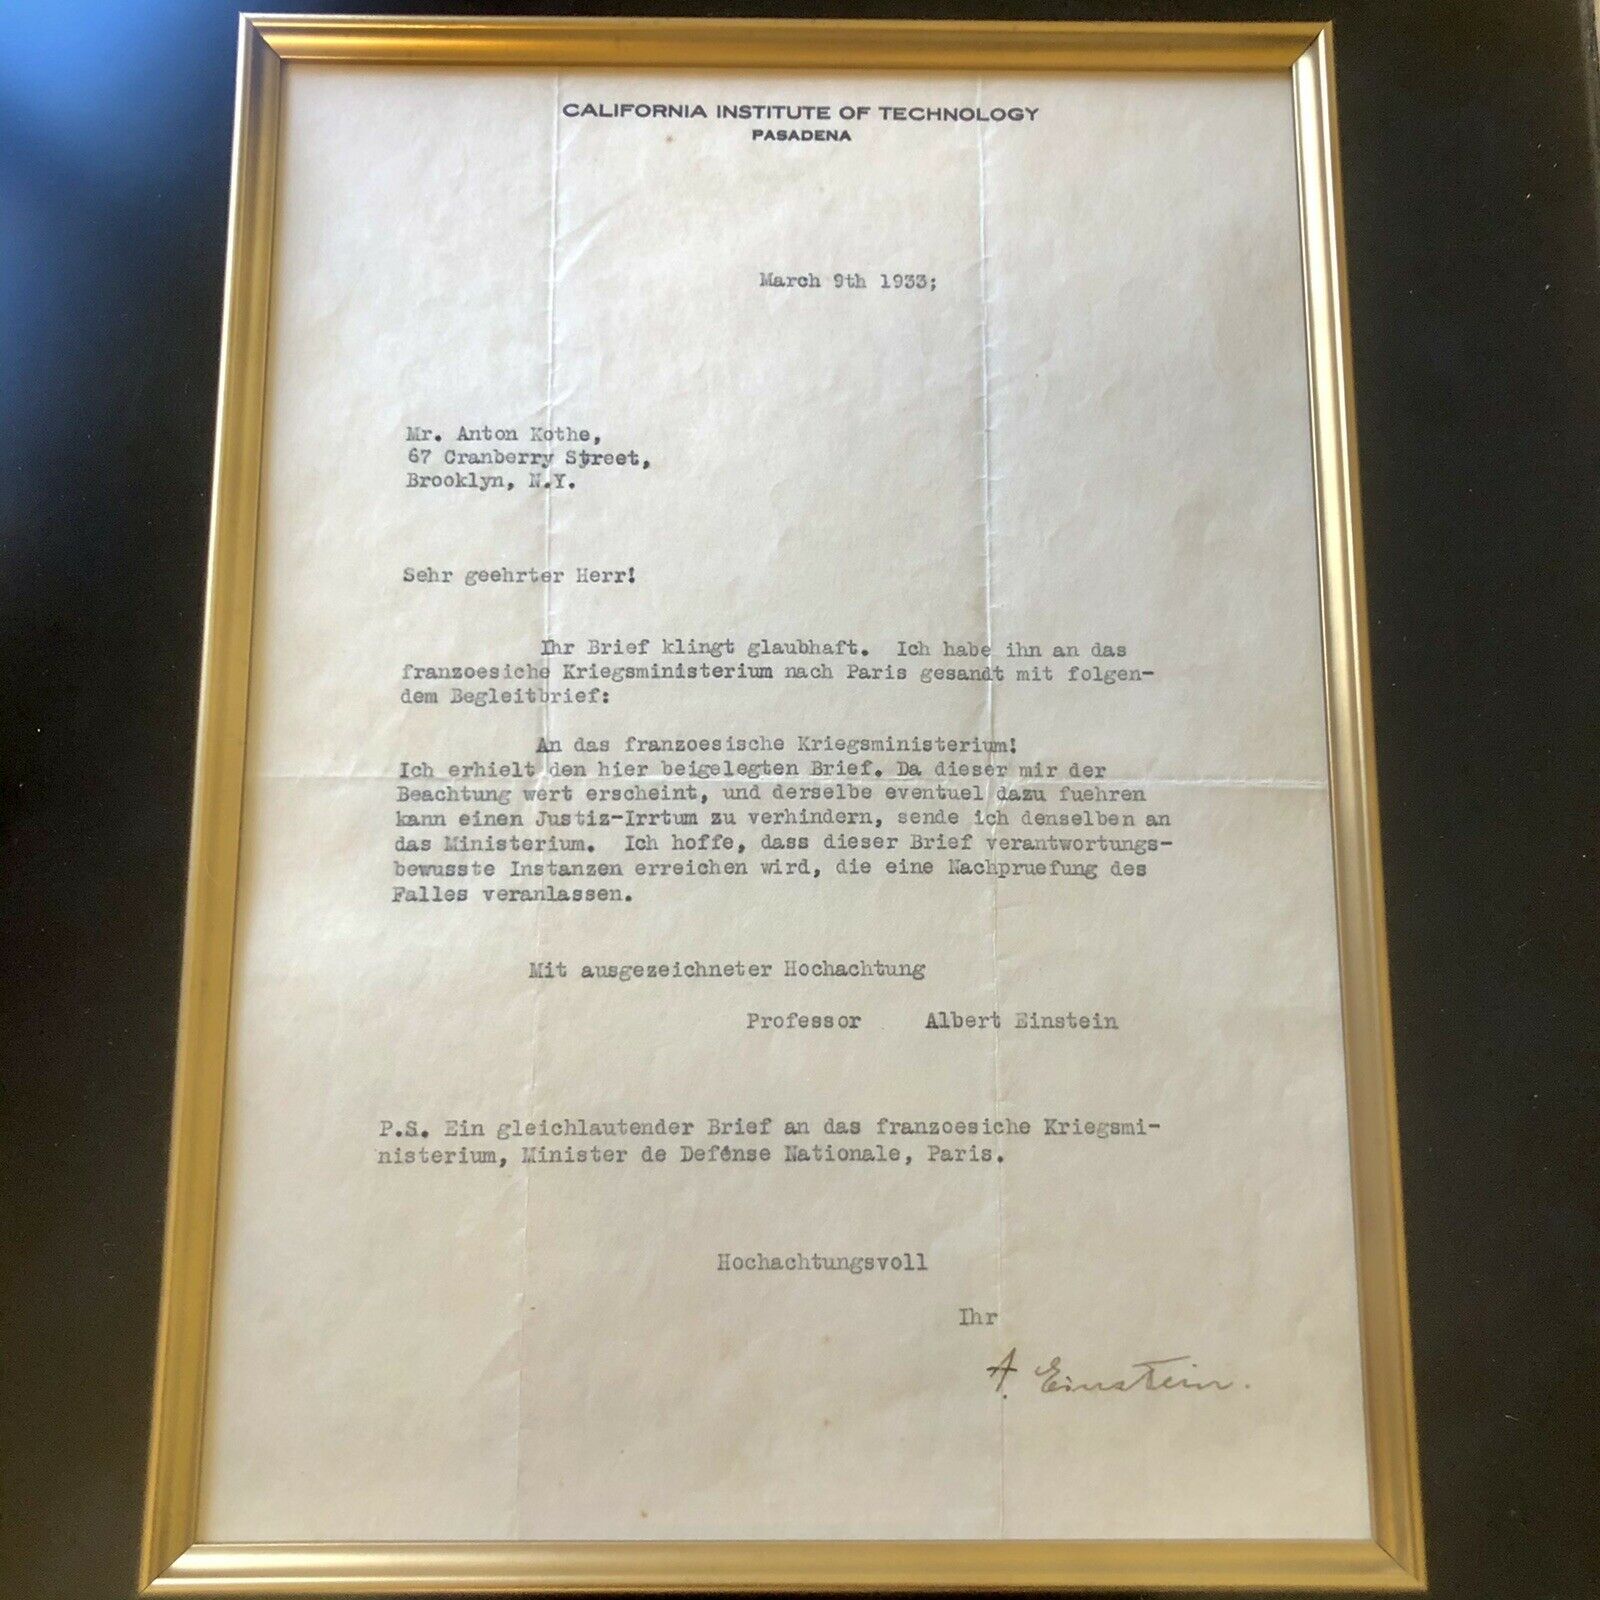 CALIFORNIA INSTITUTE OF TECHNOLOGY
PASADENA
March 9th 1933;
Mr. Anton Kothe,
67 Cranberry Street,
Brooklyn, N.Y.
Sehr geehrter Herr!
Ihr Brief klingt glaubhaft. Ich habe ihn an das
franzoesiche Kriegsministerium nach Paris gesandt mit folgen-
dem Begleitbrief:
An das franzoesische Kriegsministerium!
Ich erhielt den hier beigelegten Brief. Da dieser mir der
Beachtung wert erscheint, und derselbe eventuel dazu fuehren
kann einen Justiz-Irrtum zu verhindern, sende ich denselben an
das Ministerium. Ich hoffe, dass dieser Brief verantwortungs-
bewusste Instanzen erreichen wird, die eine Nachpruefung des
Falles veranlassen.
Mit ausgezeichneter Hochachtung
Professor Albert Einstein
P.S. Ein gleichlautender Brief an das franzoesiche Kriegsmi-
nisterium, Minister de Defénse Nationale, Paris.
Hochachtungsvoll
Ihr
A. Einstein.